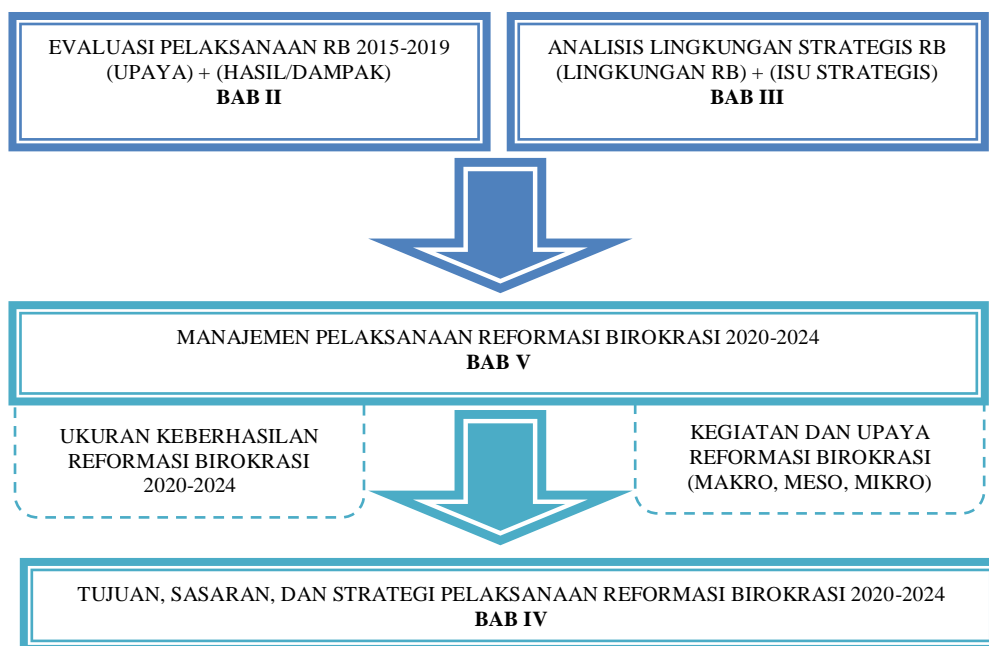 EVALUASI PELAKSANAAN RB 2015-2019
(UPAYA) + (HASIL/DAMPAK)
BAB II
ANALISIS LINGKUNGAN STRATEGIS RB
(LINGKUNGAN RB) + (ISU STRATEGIS)
BAB III
MANAJEMEN PELAKSANAAN REFORMASI BIROKRASI 2020-2024
BAB V
UKURAN KEBERHASILAN
REFORMASI BIROKRASI
2020-2024
KEGIATAN DAN UPAYA
REFORMASI BIROKRASI
(MAKRO, MESO, MIKRO)
TUJUAN, SASARAN, DAN STRATEGI PELAKSANAAN REFORMASI BIROKRASI 2020-2024
BAB IV